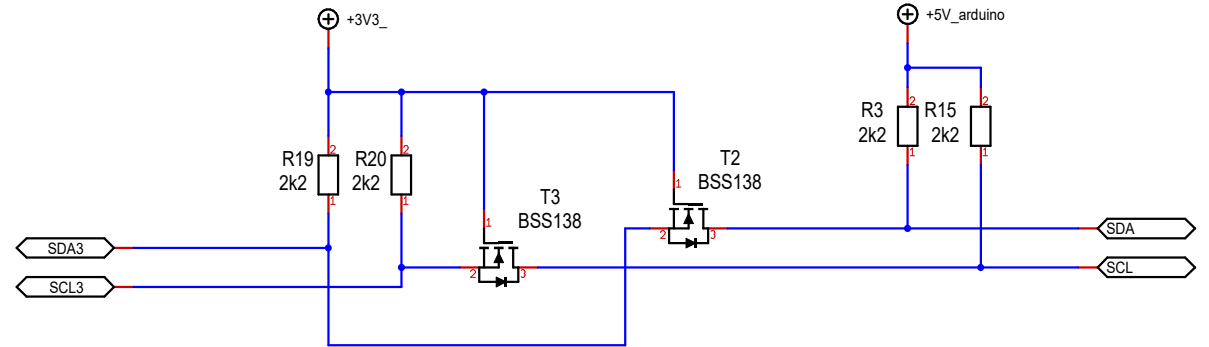 +3V3_
+5V_arduino
R19
2k2
R20
2k2
R3
2k2
R15
2k2
T2
BSS138
T3
BSS138
SDA3
SCL3
SDA
SCL
2
1
2
1
1
2
3
1
2
3
2
1
2
1